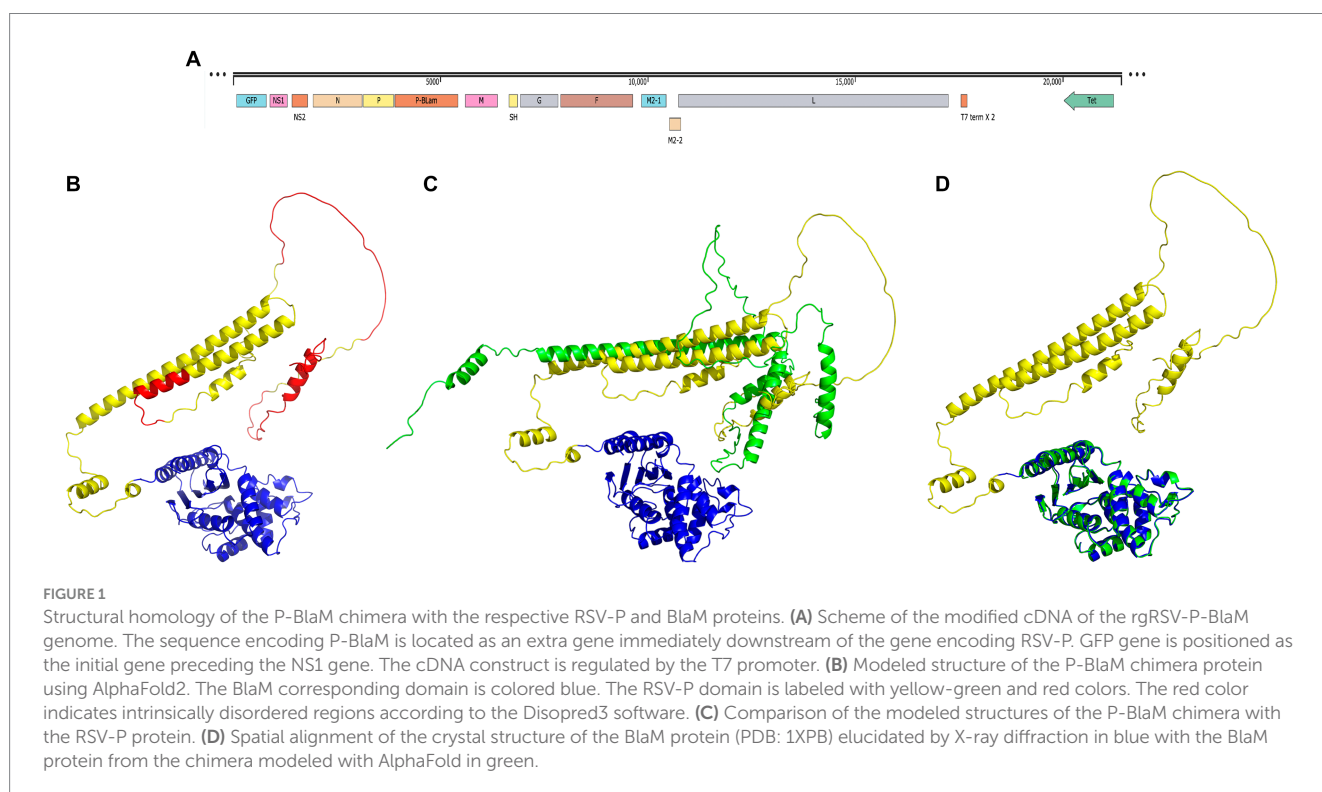 A
5000 10,000 15,000 20,000
GFP NS1 N P P-BLam M G F M2-1 L Tet
NS2 SH T7 term X 2
M2-2
B C D
FIGURE 1
Structural homology of the P-BlaM chimera with the respective RSV-P and BlaM proteins. (A) Scheme of the modified cDNA of the rgRSV-P-BlaM
genome. The sequence encoding P-BlaM is located as an extra gene immediately downstream of the gene encoding RSV-P. GFP gene is positioned as
the initial gene preceding the NS1 gene. The cDNA construct is regulated by the T7 promoter. (B) Modeled structure of the P-BlaM chimera protein
using AlphaFold2. The BlaM corresponding domain is colored blue. The RSV-P domain is labeled with yellow-green and red colors. The red color
indicates intrinsically disordered regions according to the Disopred3 software. (C) Comparison of the modeled structures of the P-BlaM chimera with
the RSV-P protein. (D) Spatial alignment of the crystal structure of the BlaM protein (PDB: 1XPB) elucidated by X-ray diffraction in blue with the BlaM
protein from the chimera modeled with AlphaFold in green.